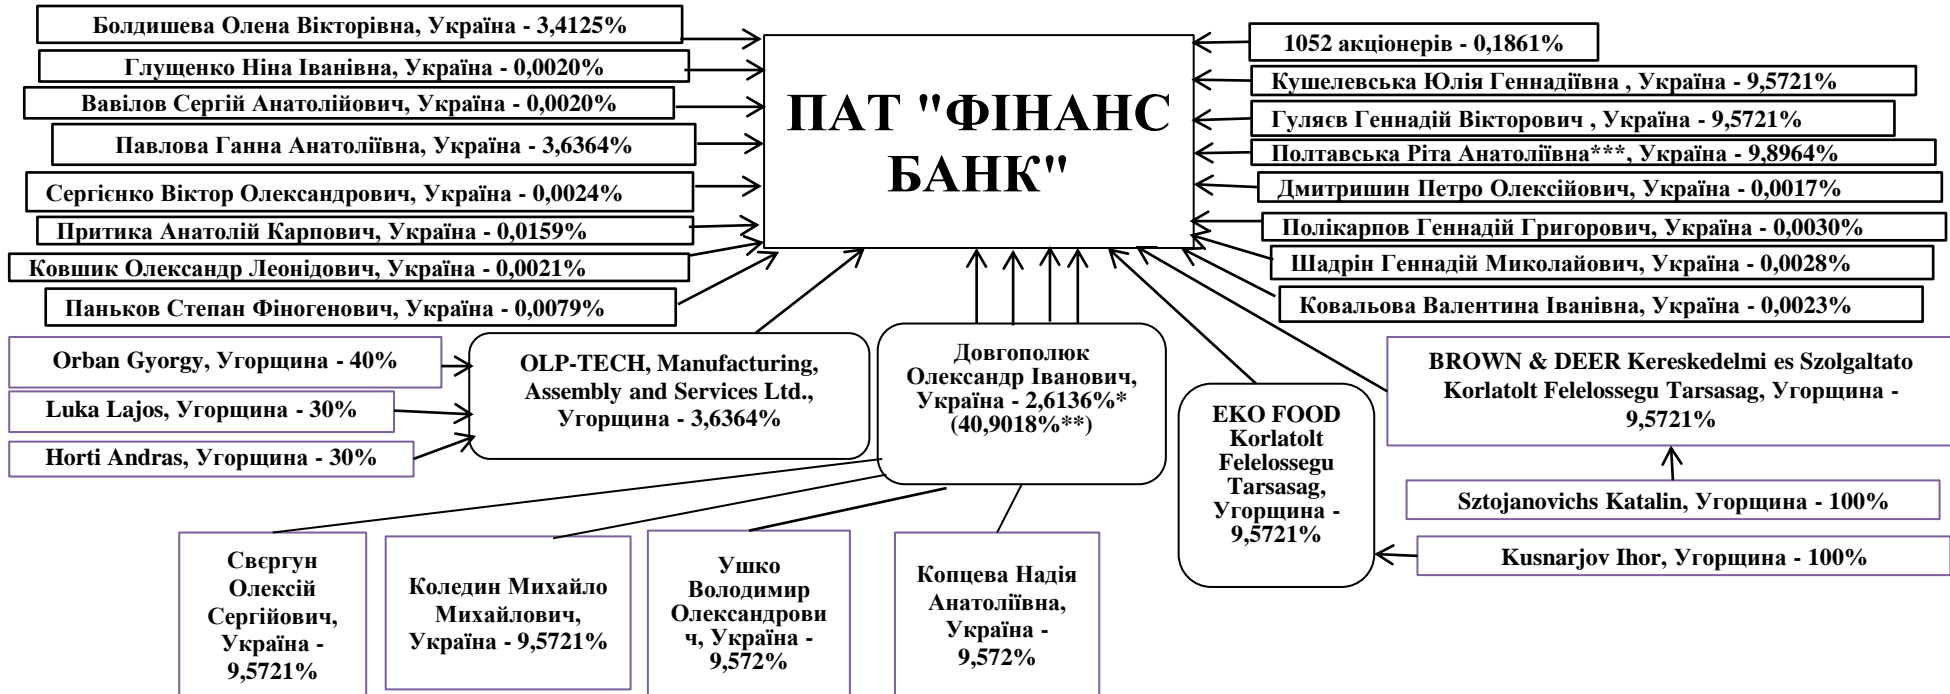 Болдишева Олена Вікторівна, Україна - 3,4125%
Глущенко Ніна Іванівна, Україна - 0,0020%
Вавілов Сергій Анатолійович, Україна - 0,0020%
Павлова Ганна Анатоліївна, Україна - 3,6364%
Сергієнко Віктор Олександрович, Україна - 0,0024%
Притика Анатолій Карпович, Україна - 0,0159%
Ковшик Олександр Леонідович, Україна - 0,0021%
Паньков Степан Фіногенович, Україна - 0,0079%
ПАТ "ФІНАНС
БАНК"
1052 акціонерів - 0,1861%
Кушелевська Юлія Геннадіївна , Україна - 9,5721%
Гуляєв Геннадій Вікторович , Україна - 9,5721%
Полтавська Ріта Анатоліївна***, Україна - 9,8964%
Дмитришин Петро Олексійович, Україна - 0,0017%
Полікарпов Геннадій Григорович, Україна - 0,0030%
Шадрін Геннадій Миколайович, Україна - 0,0028%
Ковальова Валентина Іванівна, Україна - 0,0023%
Orban Gyorgy, Угорщина - 40%
Luka Lajos, Угорщина - 30%
Horti Andras, Угорщина - 30%
OLP-TECH, Manufacturing,
Assembly and Services Ltd.,
Угорщина - 3,6364%
Довгополюк
Олександр Іванович,
Україна - 2,6136%*
(40,9018%**)
EKO FOOD
Korlatolt
Felelossegu
Tarsasag,
Угорщина -
9,5721%
BROWN & DEER Kereskedelmi es Szolgaltato
Korlatolt Felelossegu Tarsasag, Угорщина -
9,5721%
Sztojanovichs Katalin, Угорщина - 100%
Kusnarjov Ihor, Угорщина - 100%
Свєргун
Олексій
Сергійович,
Україна -
9,5721%
Коледин Михайло
Михайлович,
Україна - 9,5721%
Ушко
Володимир
Олександрови
ч, Україна -
9,572%
Копцева Надія
Анатоліївна,
Україна -
9,572%